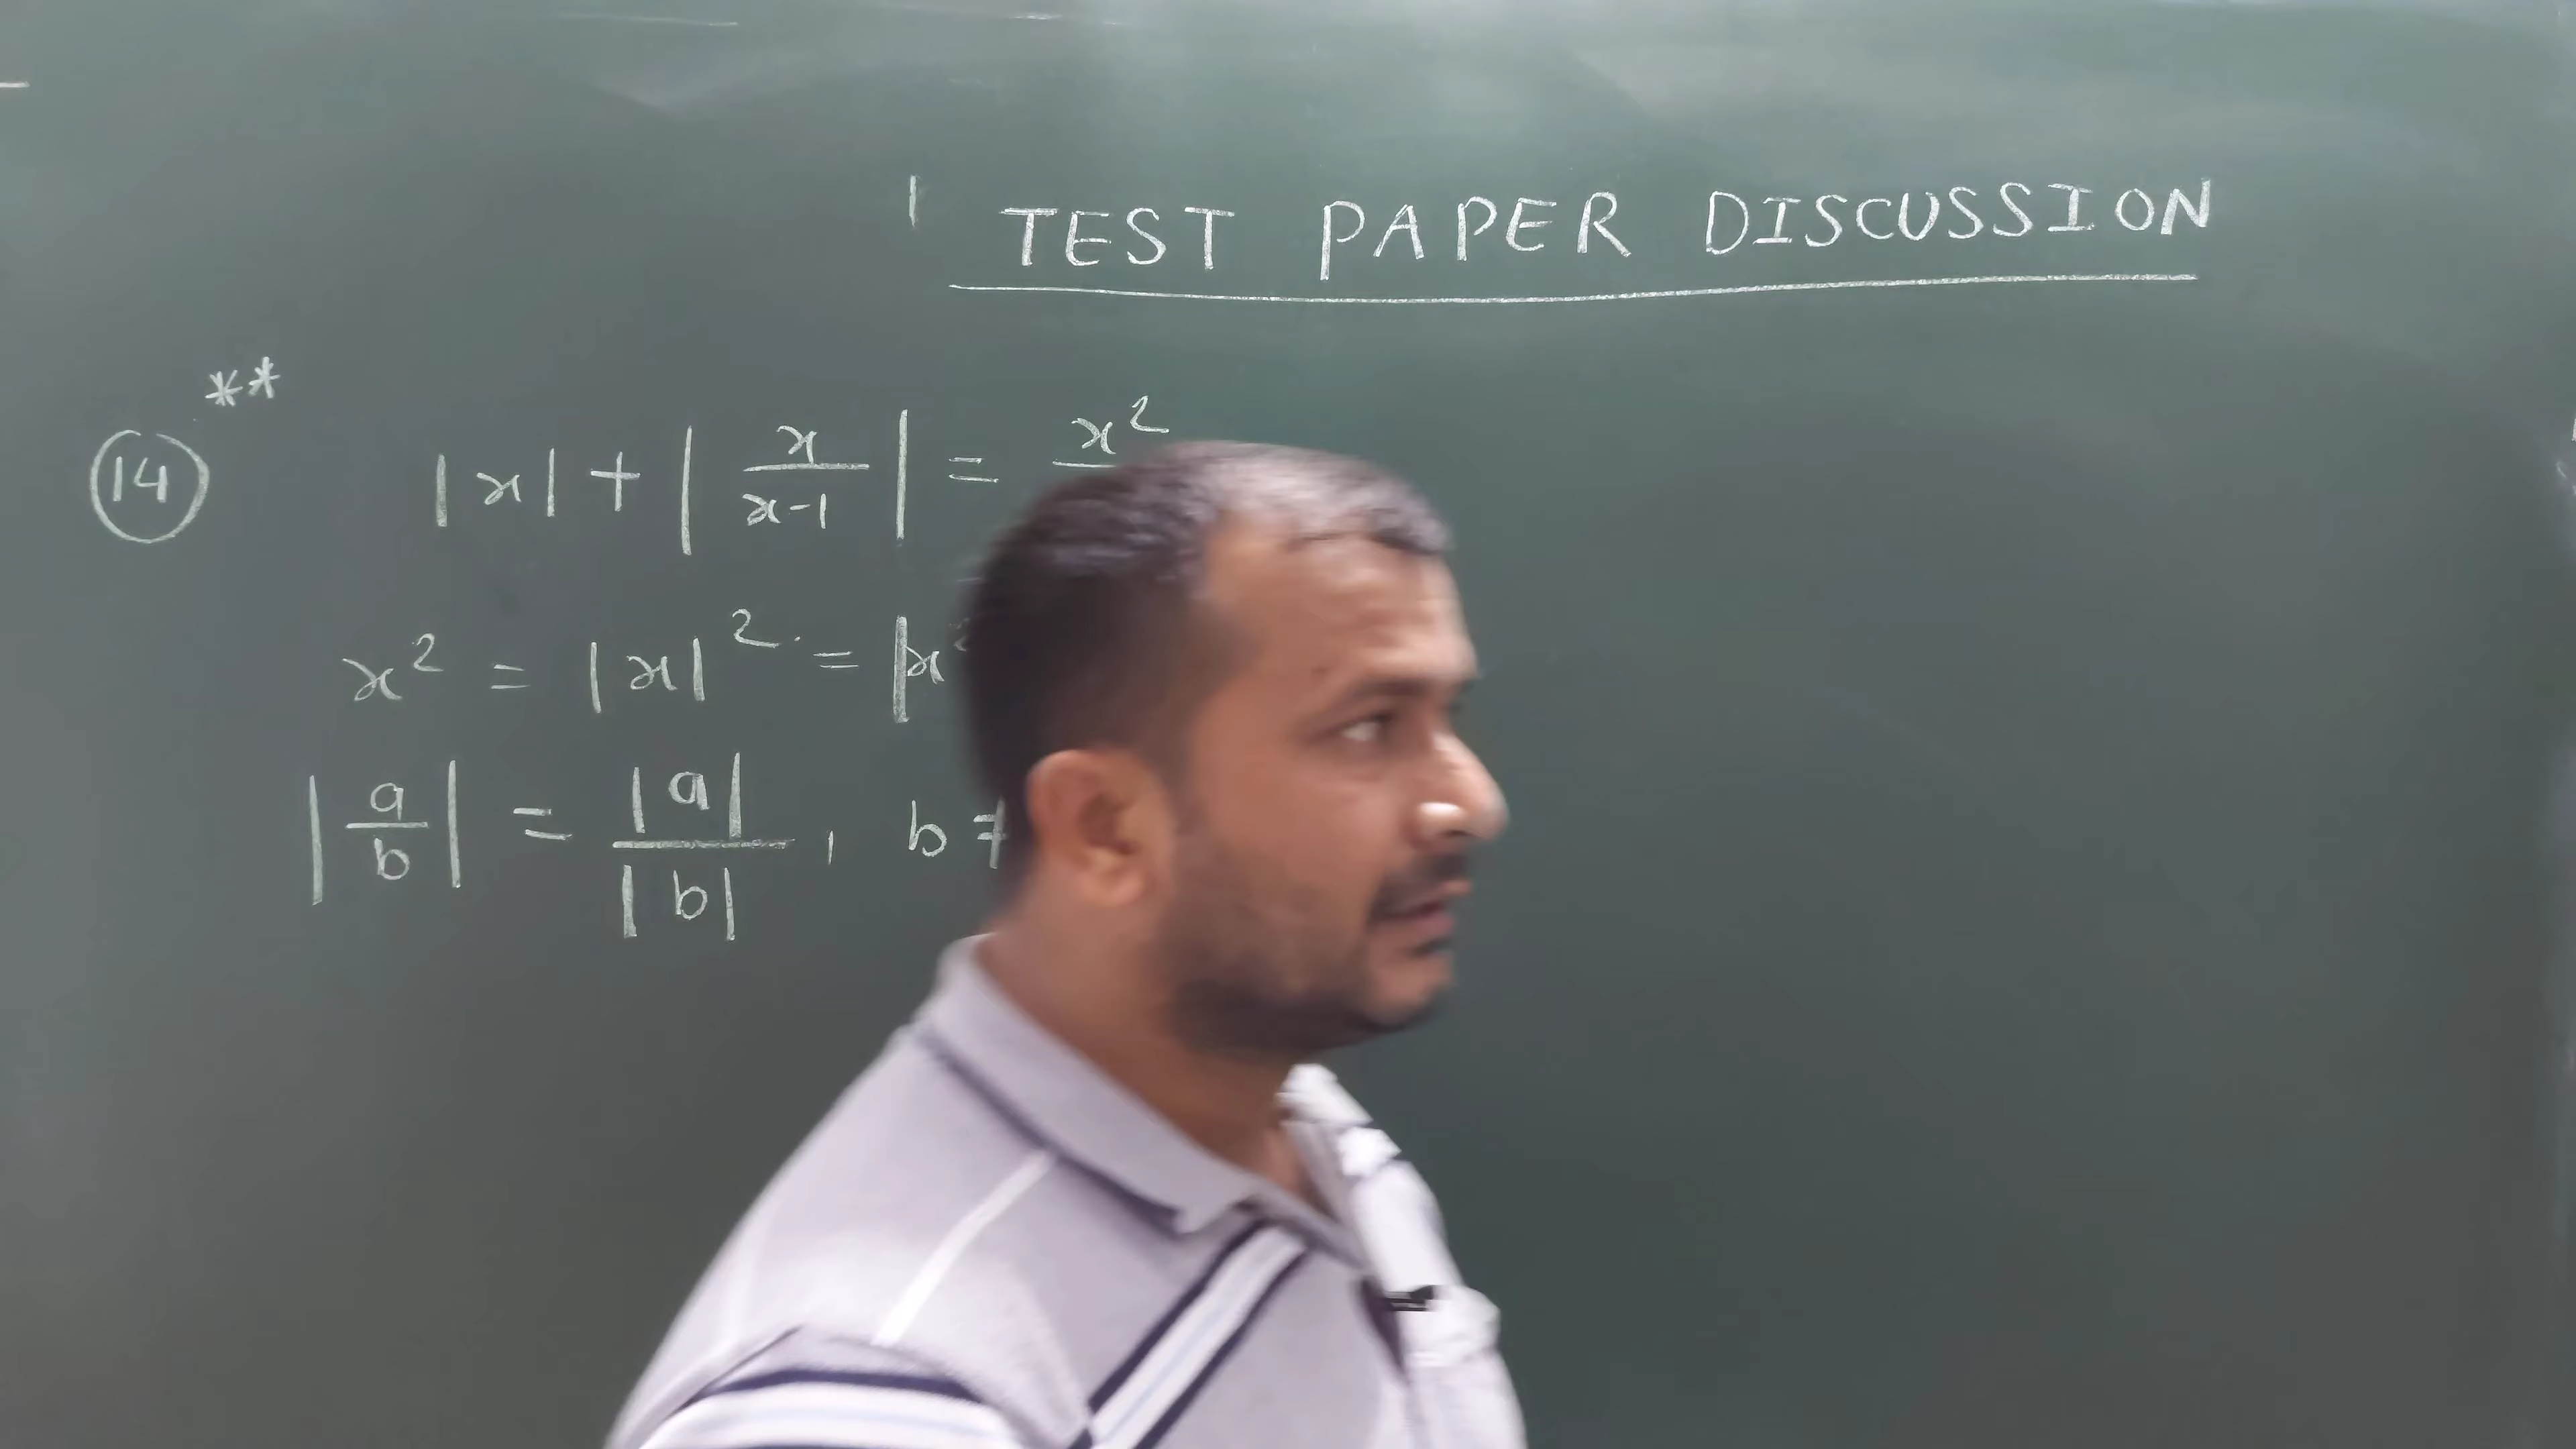 TEST PAPER DISCUSSION
**
(14) |x| + |x/(x-1)| = x²
x² = |x|² = |x
|a/b| = |a|/|b| , b ≠